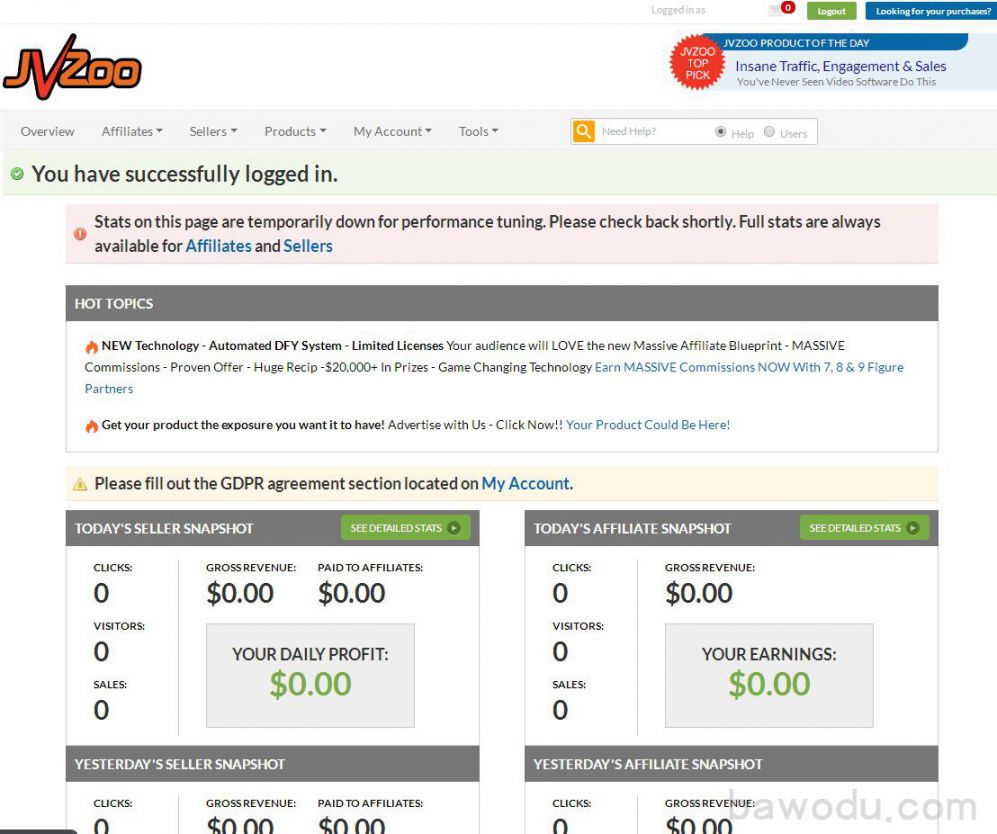 Logged in as
0
Logout
Looking for your purchases?
JVZoo
JVZOO
TOP
PICK
JVZOO PRODUCT OF THE DAY
Insane Traffic, Engagement & Sales
You've Never Seen Video Software Do This
Overview Affiliates Sellers Products My Account Tools
Need Help? Help Users
You have successfully logged in.
Stats on this page are temporarily down for performance tuning. Please check back shortly. Full stats are always
available for Affiliates and Sellers
HOT TOPICS
NEW Technology - Automated DFY System - Limited Licenses Your audience will LOVE the new Massive Affiliate Blueprint - MASSIVE
Commissions - Proven Offer - Huge Recip -$20,000+ In Prizes - Game Changing Technology Earn MASSIVE Commissions NOW With 7, 8 & 9 Figure
Partners
Get your product the exposure you want it to have! Advertise with Us - Click Now!! Your Product Could Be Here!
Please fill out the GDPR agreement section located on My Account.
TODAY'S SELLER SNAPSHOT SEE DETAILED STATS
CLICKS: GROSS REVENUE: PAID TO AFFILIATES:
0 $0.00 $0.00
VISITORS:
0
YOUR DAILY PROFIT:
$0.00
SALES:
0
TODAY'S AFFILIATE SNAPSHOT SEE DETAILED STATS
CLICKS: GROSS REVENUE:
0 $0.00
VISITORS:
0
YOUR EARNINGS:
$0.00
SALES:
0
YESTERDAY'S SELLER SNAPSHOT
CLICKS: GROSS REVENUE: PAID TO AFFILIATES:
0 $0.00 $0.00
YESTERDAY'S AFFILIATE SNAPSHOT
CLICKS: GROSS REVENUE:
0 $0.00
bawodu.com